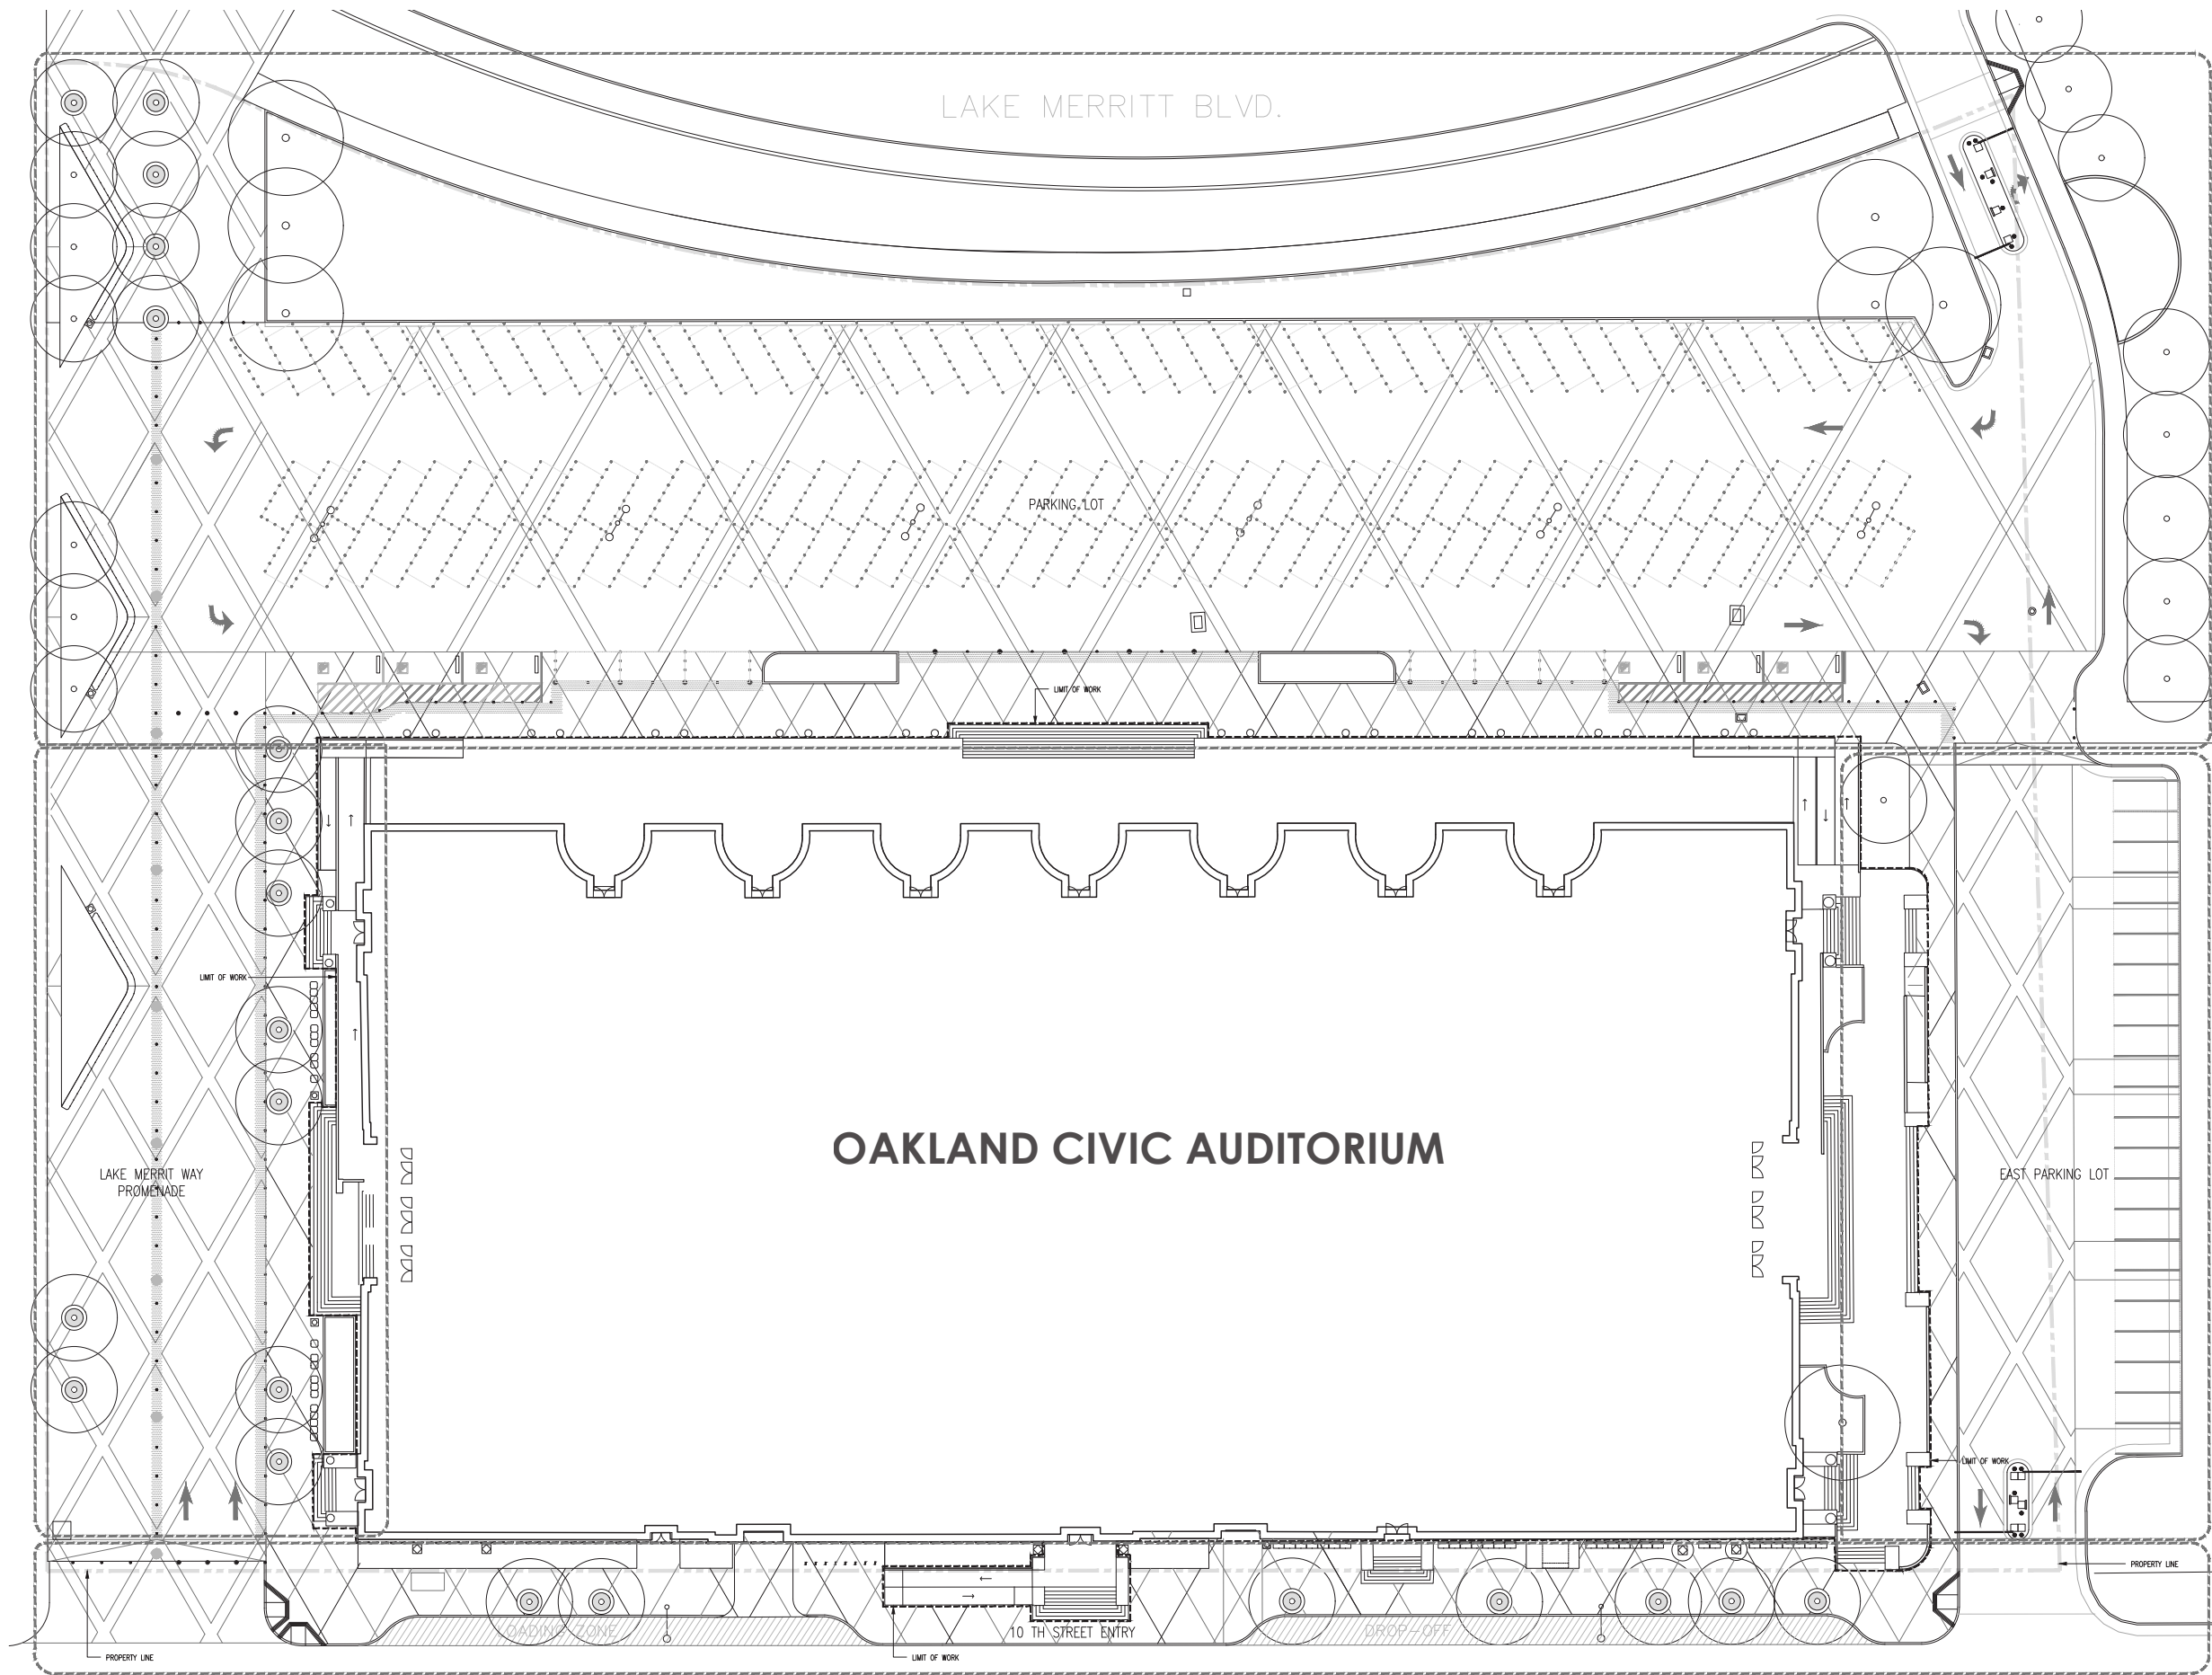 LAKE MERRITT BLVD.
PARKING LOT
LIMIT OF WORK
LIMIT OF WORK
OAKLAND CIVIC AUDITORIUM
LAKE MERRIT WAY
PROMENADE
EAST PARKING LOT
LIMIT OF WORK
PROPERTY LINE
LOADING ZONE
10 TH STREET ENTRY
DROP-OFF
PROPERTY LINE
LIMIT OF WORK